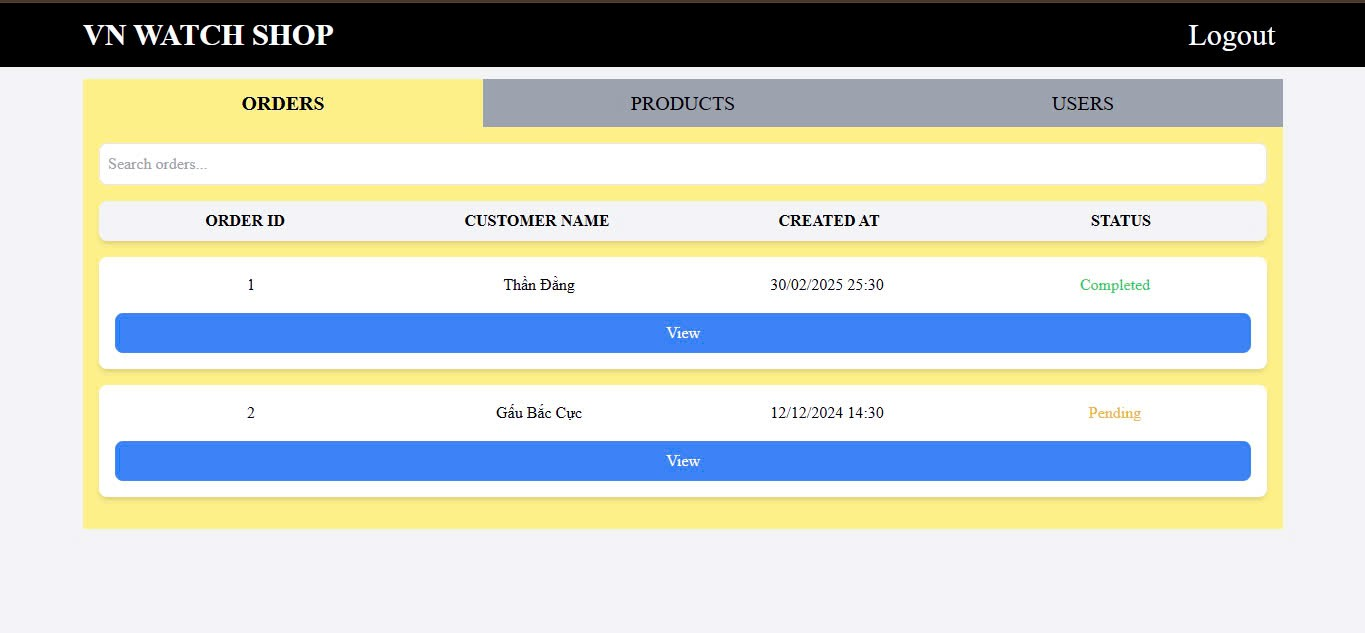 VN WATCH SHOP Logout
ORDERS PRODUCTS USERS
Search orders...
ORDER ID CUSTOMER NAME CREATED AT STATUS
1 Thần Đằng 30/02/2025 25:30 Completed
View
2 Gấu Bắc Cực 12/12/2024 14:30 Pending
View